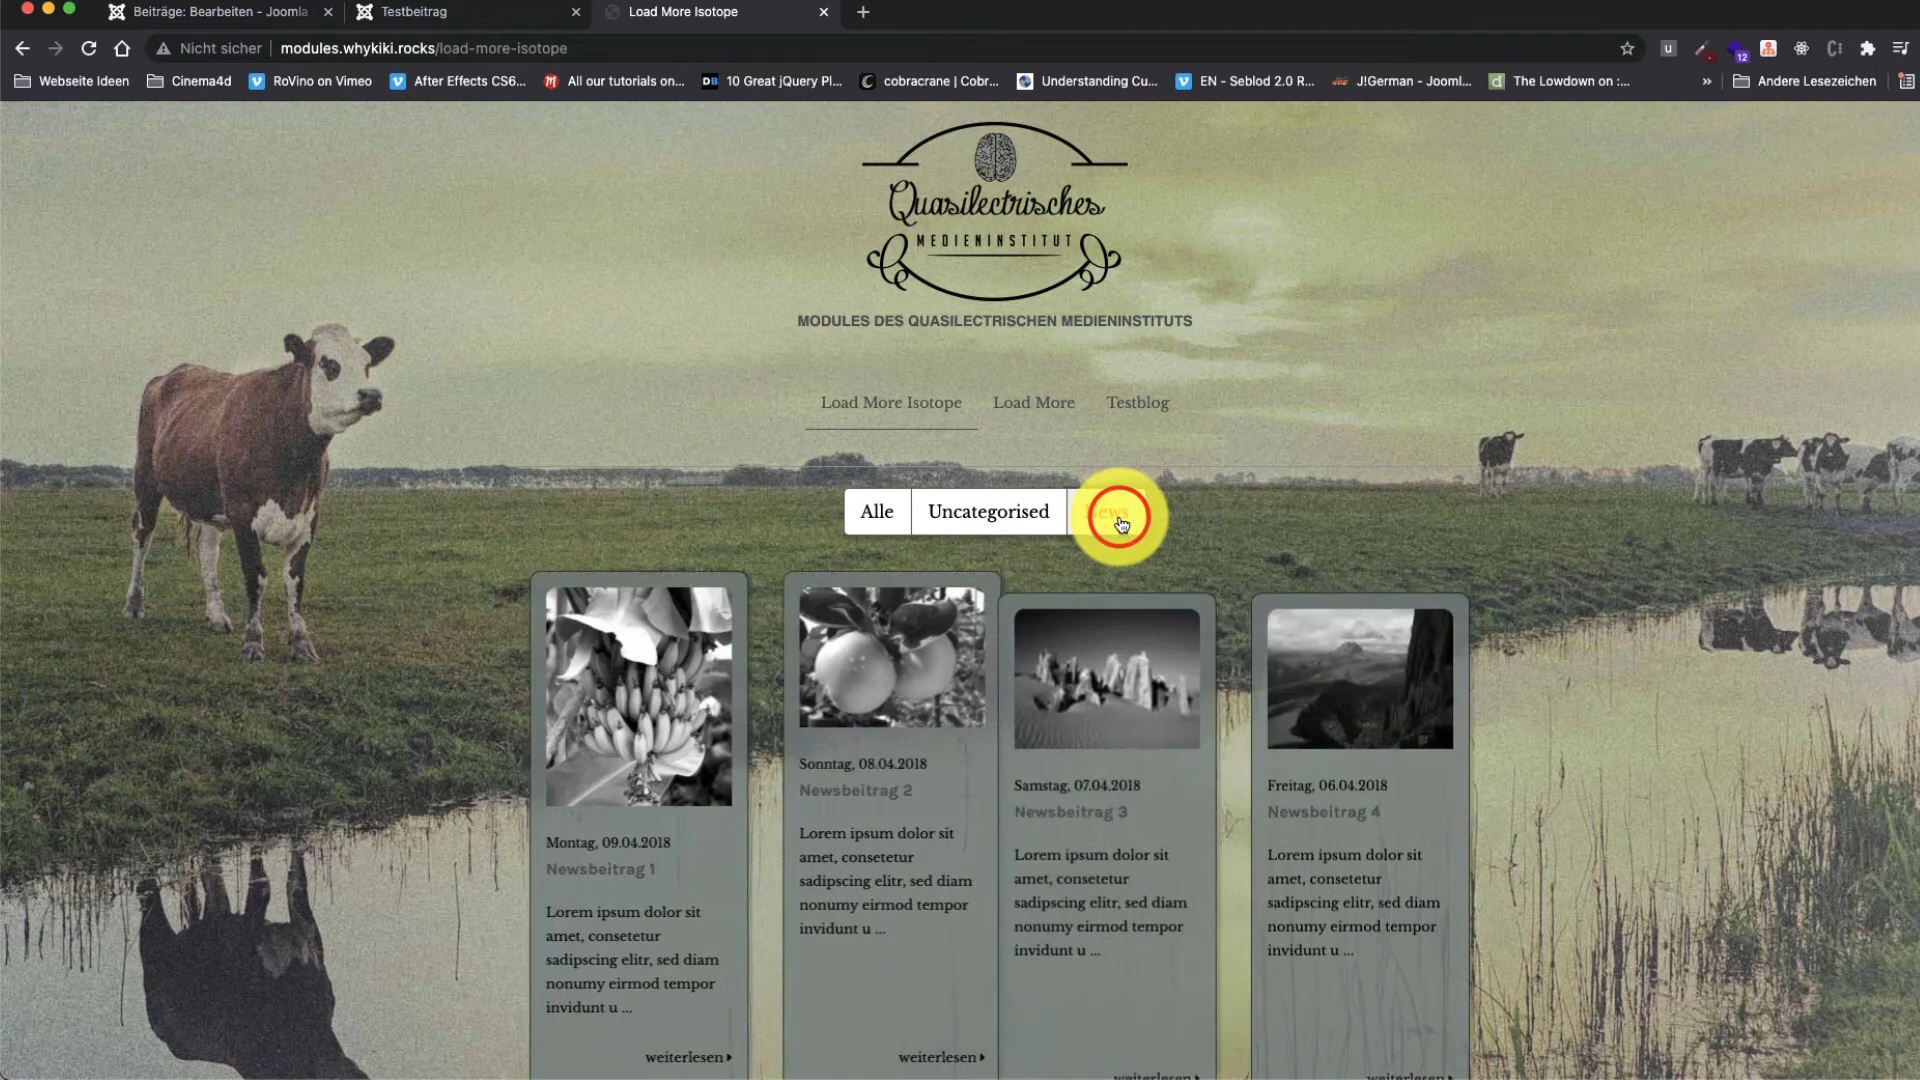 Beiträge: Bearbeiten - Joomla
Testbeitrag
Load More Isotope
Nicht sicher
modules.whykiki.rocks/load-more-isotope
u
12
Webseite Ideen
Cinema4d
RoVino on Vimeo
After Effects CS6...
All our tutorials on...
10 Great jQuery Pl...
cobracrane | Cobr...
Understanding Cu...
EN - Seblod 2.0 R...
J!German - Jooml...
The Lowdown on :...
»
Andere Lesezeichen
Quasilectrisches
MEDIENINSTITUT
MODULES DES QUASILECTRISCHEN MEDIENINSTITUTS
Load More Isotope
Load More
Testblog
Alle
Uncategorised
News
Montag, 09.04.2018
Newsbeitrag 1
Lorem ipsum dolor sit
amet, consetetur
sadipscing elitr, sed diam
nonumy eirmod tempor
invidunt u ...
weiterlesen
Sonntag, 08.04.2018
Newsbeitrag 2
Lorem ipsum dolor sit
amet, consetetur
sadipscing elitr, sed diam
nonumy eirmod tempor
invidunt u ...
weiterlesen
Samstag, 07.04.2018
Newsbeitrag 3
Lorem ipsum dolor sit
amet, consetetur
sadipscing elitr, sed diam
nonumy eirmod tempor
invidunt u ...
weiterlesen
Freitag, 06.04.2018
Newsbeitrag 4
Lorem ipsum dolor sit
amet, consetetur
sadipscing elitr, sed diam
nonumy eirmod tempor
invidunt u ...
weiterlesen